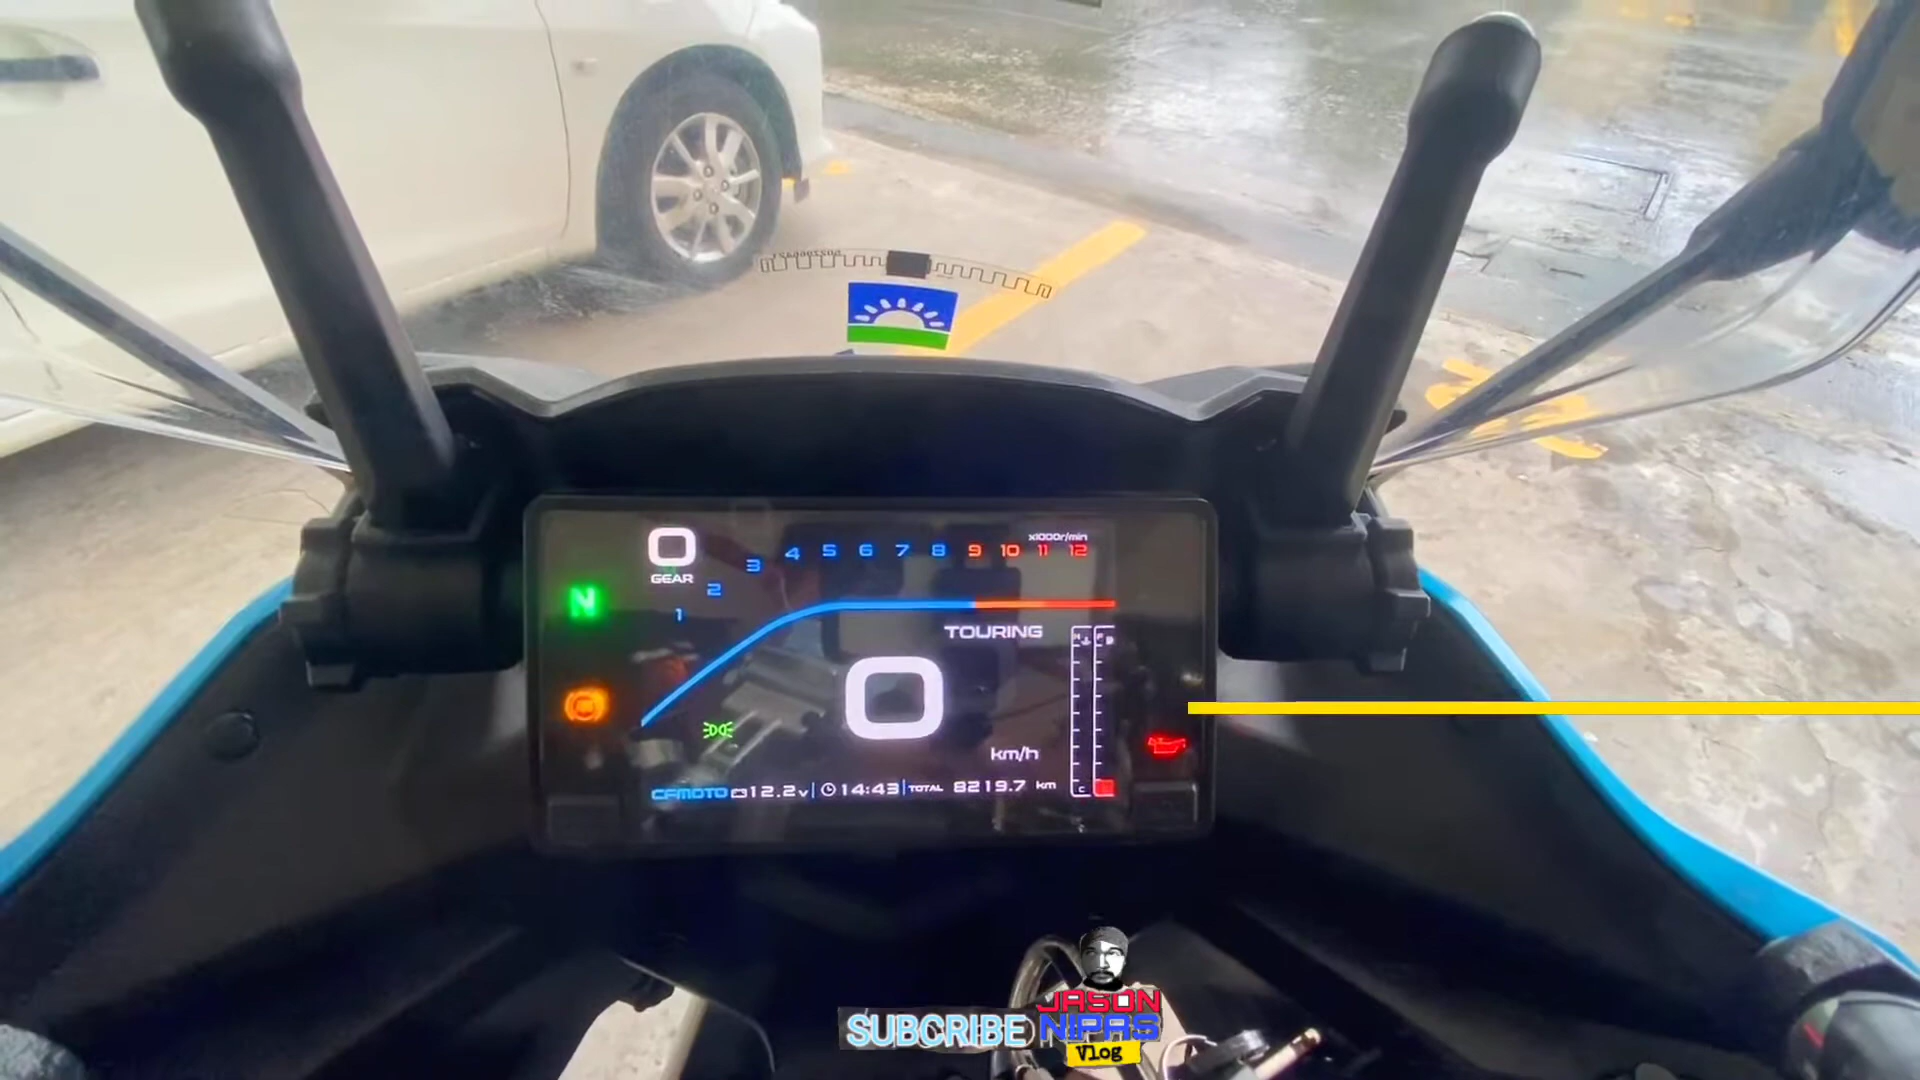 0
GEAR
N
1 2 3 4 5 6 7 8 9 10 11 12
x1000r/min
TOURING
0
km/h
H
F
C
CFMOTO 12.2v 14:43 TOTAL 8219.7 km
SUBCRIBE
JASON
NIPAS
Vlog